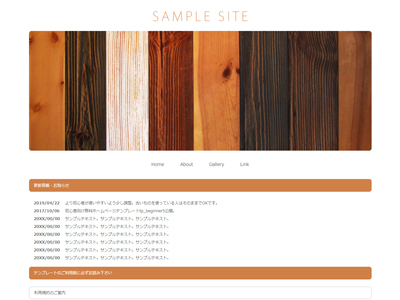 SAMPLE SITE
Home About Gallery Link
更新情報・お知らせ
2019/04/22 より初心者が使いやすいよう少し調整。古いものを使っている人はそのままでOKです。
2017/10/06 初心者向け無料ホームページテンプレートtp_beginner5公開。
20XX/00/00 サンプルテキスト。サンプルテキスト。サンプルテキスト。
20XX/00/00 サンプルテキスト。サンプルテキスト。サンプルテキスト。
20XX/00/00 サンプルテキスト。サンプルテキスト。サンプルテキスト。
20XX/00/00 サンプルテキスト。サンプルテキスト。サンプルテキスト。
20XX/00/00 サンプルテキスト。サンプルテキスト。サンプルテキスト。
20XX/00/00 サンプルテキスト。サンプルテキスト。サンプルテキスト。
テンプレートのご利用前に必ずお読み下さい
利用規約のご案内